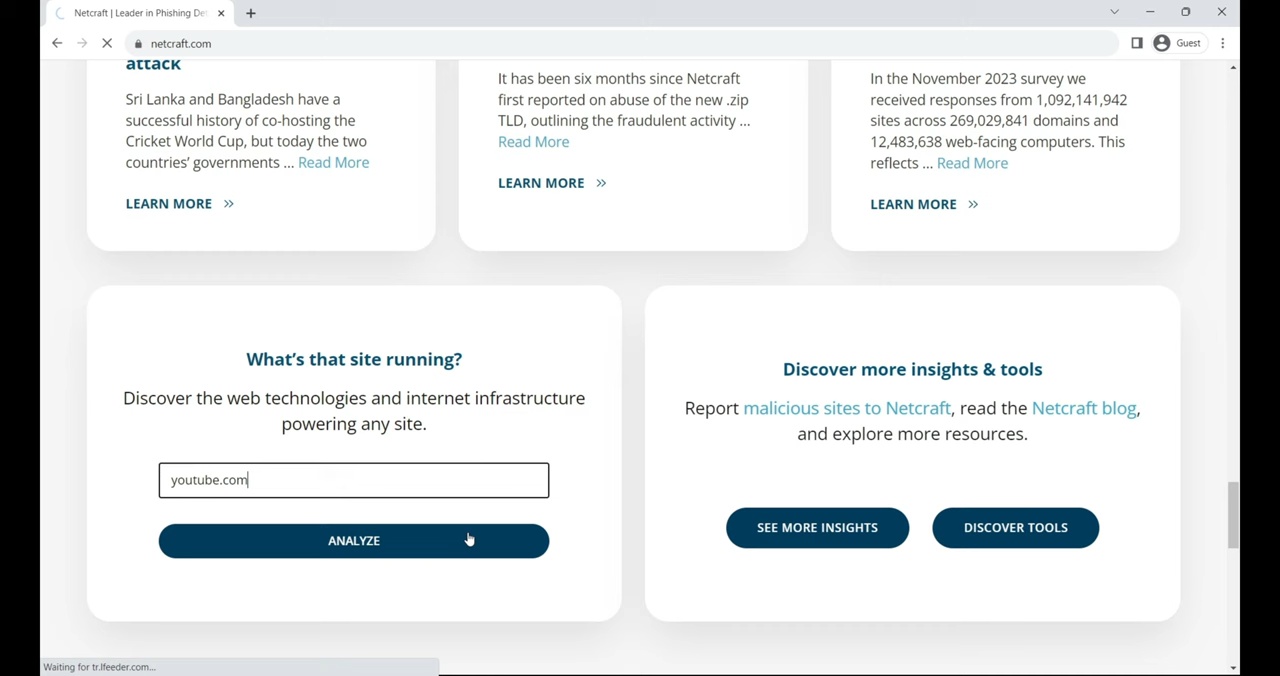 Netcraft | Leader in Phishing De
netcraft.com
Guest
attack
Sri Lanka and Bangladesh have a
successful history of co-hosting the
Cricket World Cup, but today the two
countries’ governments ... Read More
LEARN MORE »
It has been six months since Netcraft
first reported on abuse of the new .zip
TLD, outlining the fraudulent activity ...
Read More
LEARN MORE »
In the November 2023 survey we
received responses from 1,092,141,942
sites across 269,029,841 domains and
12,483,638 web-facing computers. This
reflects ... Read More
LEARN MORE »
What’s that site running?
Discover the web technologies and internet infrastructure
powering any site.
youtube.com
ANALYZE
Discover more insights & tools
Report malicious sites to Netcraft, read the Netcraft blog,
and explore more resources.
SEE MORE INSIGHTS
DISCOVER TOOLS
Waiting for tr.lfeeder.com...